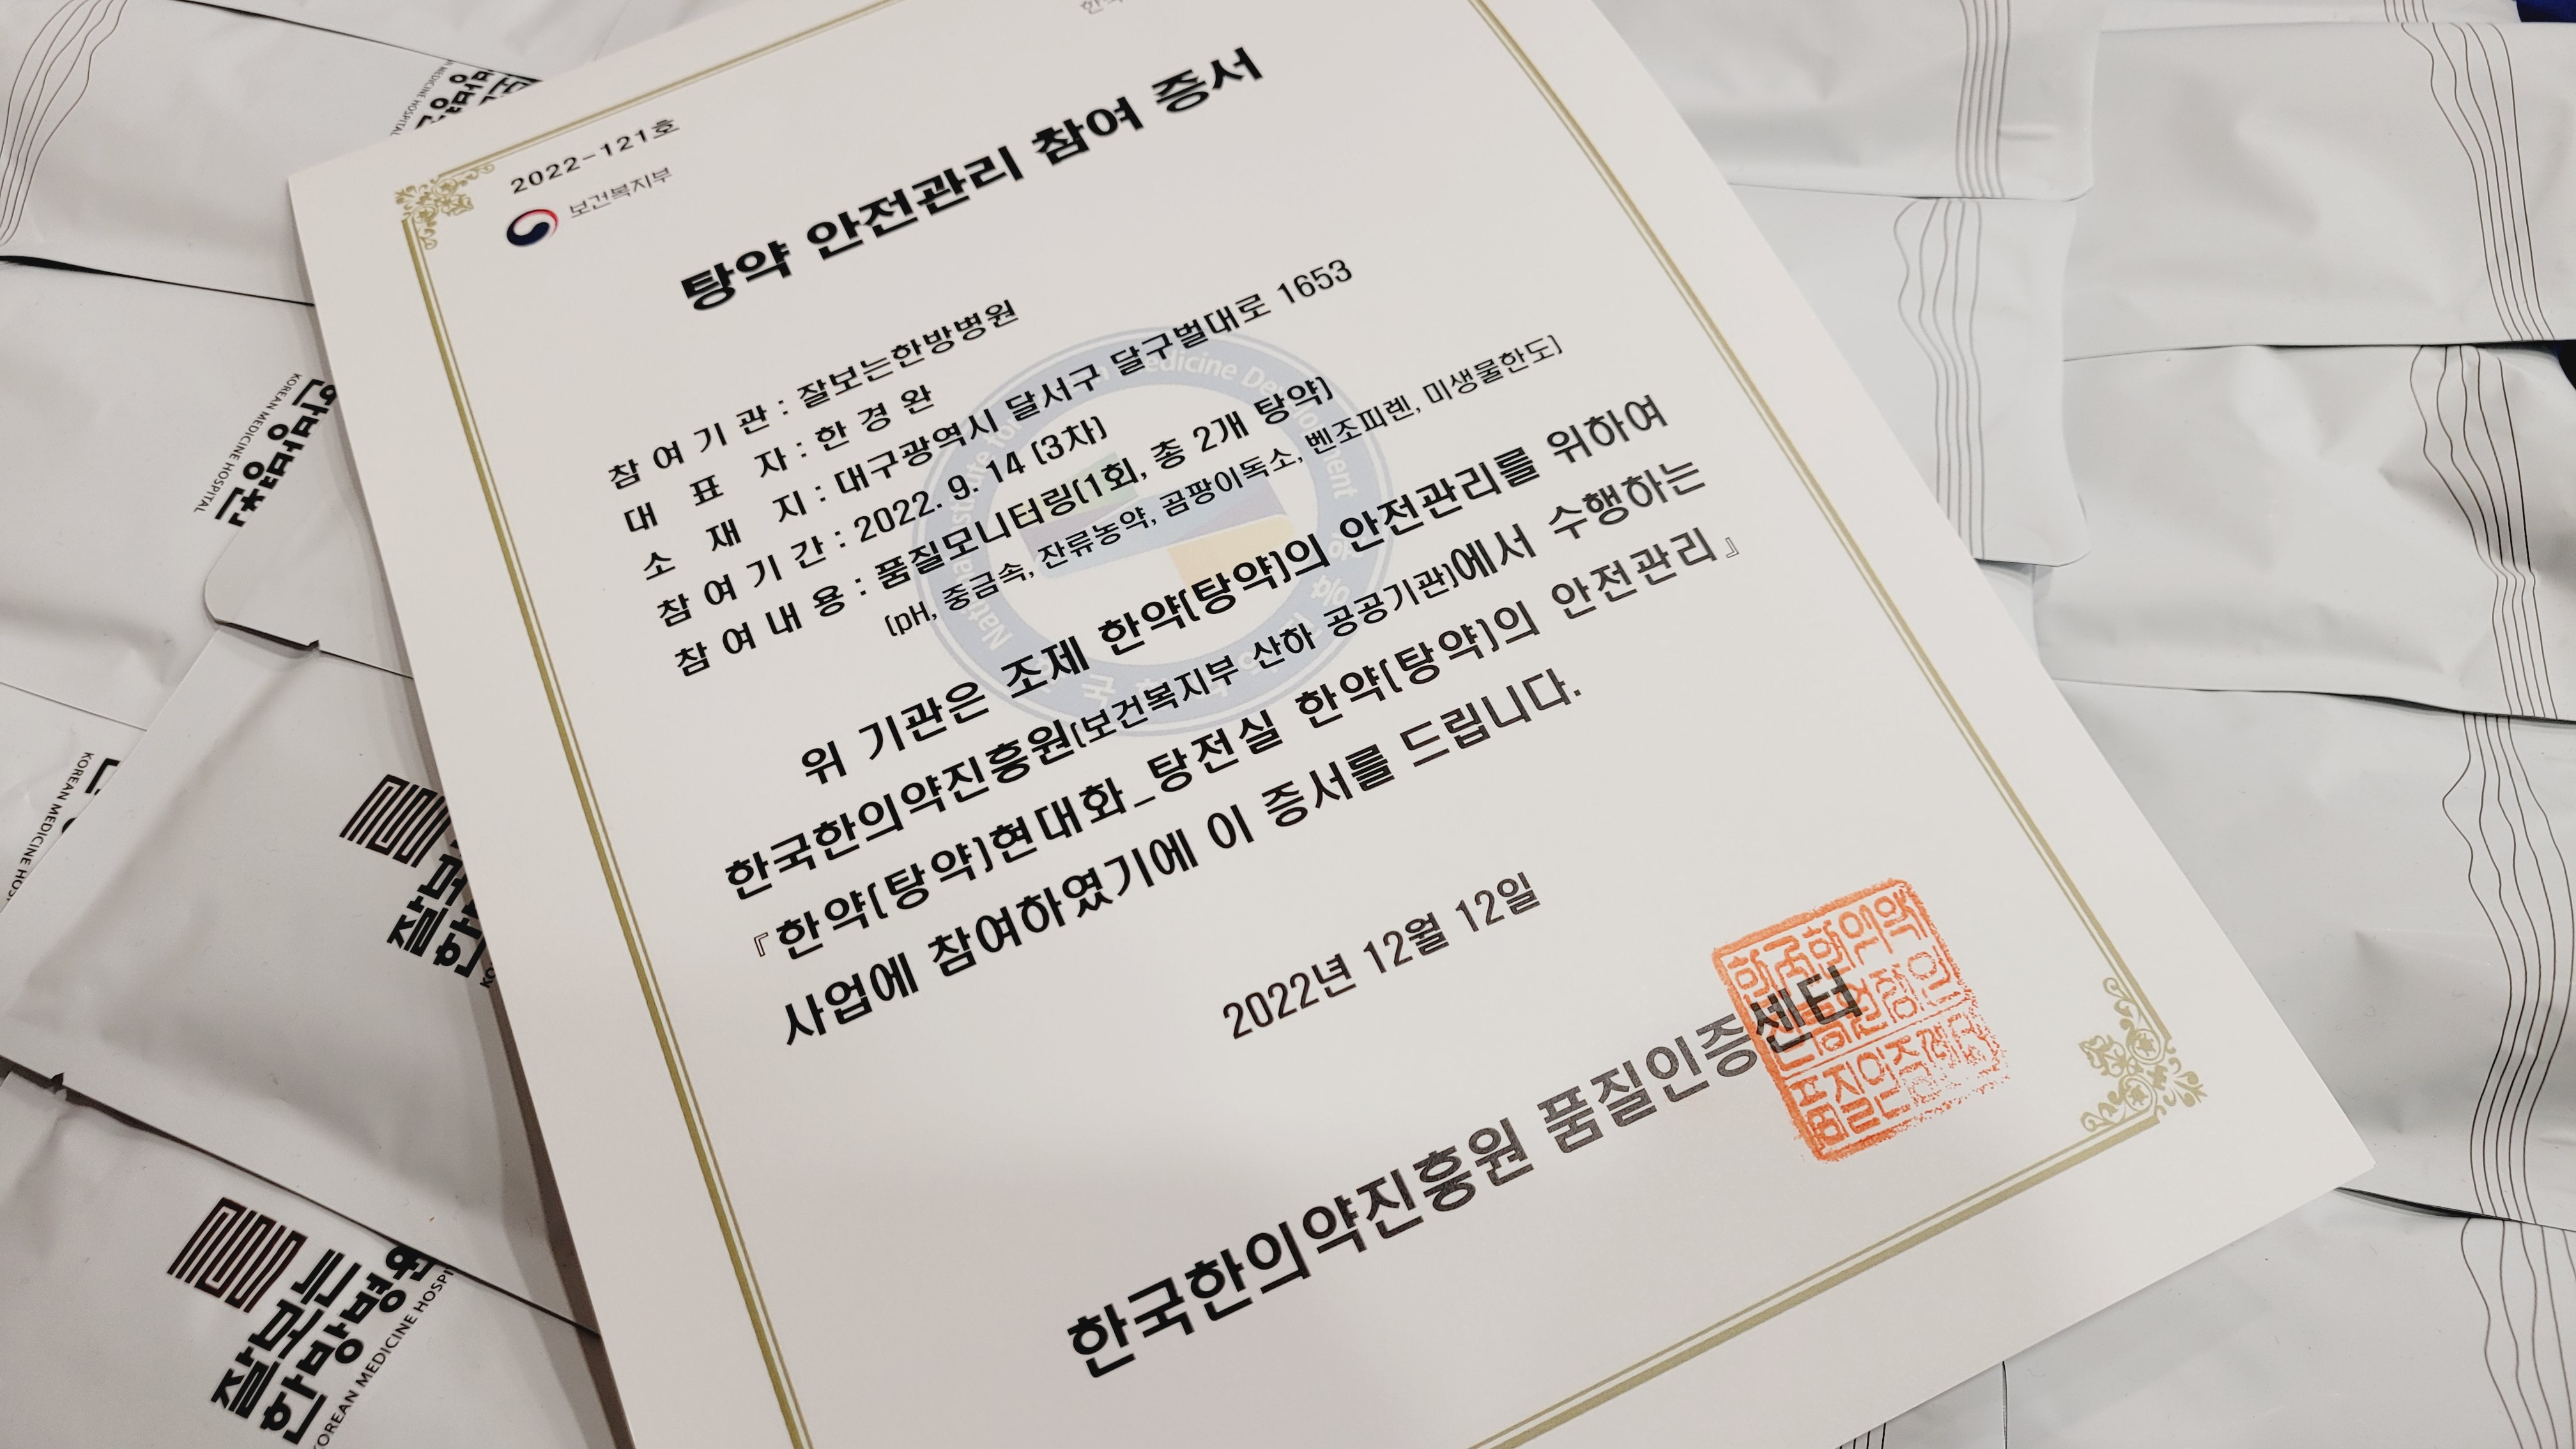 2022-121호
보건복지부
탕약 안전관리 참여 증서
참 여 기 관 : 잘보는한방병원
대 표 자 : 한 경 완
소 재 지 : 대구광역시 달서구 달구벌대로 1653
참 여 기 간 : 2022. 9. 14 (3차)
참 여 내 용 : 품질모니터링(1회, 총 2개 탕약)
(pH, 중금속, 잔류농약, 곰팡이독소, 벤조피렌, 미생물한도)
위 기관은 조제 한약(탕약)의 안전관리를 위하여
한국한의약진흥원(보건복지부 산하 공공기관)에서 수행하는
『한약(탕약)현대화_탕전실 한약(탕약)의 안전관리』
사업에 참여하였기에 이 증서를 드립니다.
2022년 12월 12일
한국한의약진흥원 품질인증센터
KOREAN MEDICINE HOSPITAL
잘보는
한방병원
KOREAN MEDICINE HOSPI